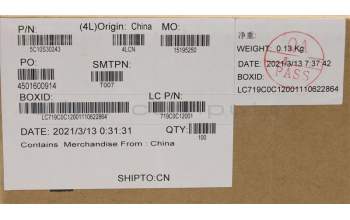 P/N: (4L)Origin: China MO:
5C10S30243 4LCN 15195250
PO: SMTPN:
4501600914 T007
BOXID: LC P/N:
LC719C0C12001110622864 719C0C12001
DATE: 2021/3/13 0:31:31 QTY:
100
Contains Merchandise From : China
SHIPTO:CN
净重:
WEIGHT: 0.13 Kg
DATE: 2021/3/13 7:37:42
BOXID:
LC719C0C12001110622864
QA
PASS